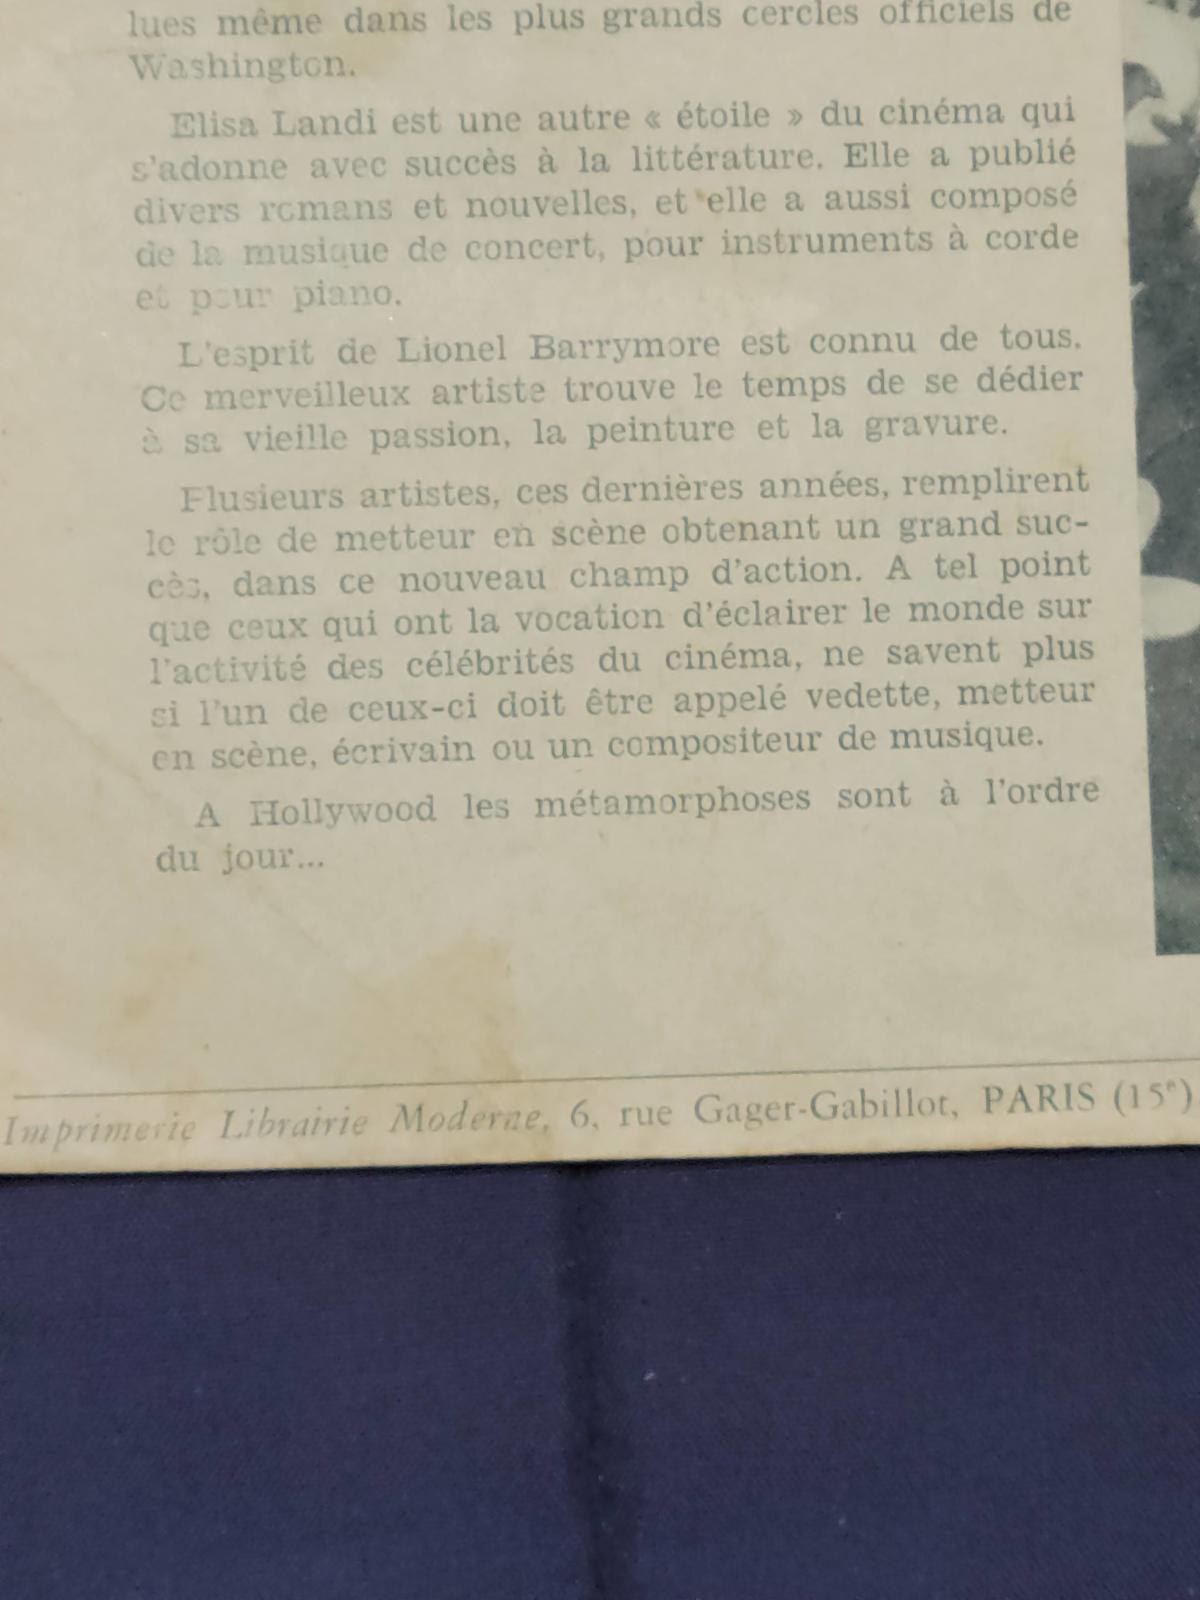 lues même dans les plus grands cercles officiels de
Washington.
Elisa Landi est une autre « étoile » du cinéma qui
s'adonne avec succès à la littérature. Elle a publié
divers romans et nouvelles, et elle a aussi composé
de la musique de concert, pour instruments à corde
et pour piano.
L'esprit de Lionel Barrymore est connu de tous.
Ce merveilleux artiste trouve le temps de se dédier
à sa vieille passion, la peinture et la gravure.
Plusieurs artistes, ces dernières années, remplirent
le rôle de metteur en scène obtenant un grand suc-
cès, dans ce nouveau champ d'action. A tel point
que ceux qui ont la vocation d'éclairer le monde sur
l'activité des célébrités du cinéma, ne savent plus
si l'un de ceux-ci doit être appelé vedette, metteur
en scène, écrivain ou un compositeur de musique.
A Hollywood les métamorphoses sont à l'ordre
du jour...
Imprimerie Librairie Moderne, 6, rue Gager-Gabillot, PARIS (15e)